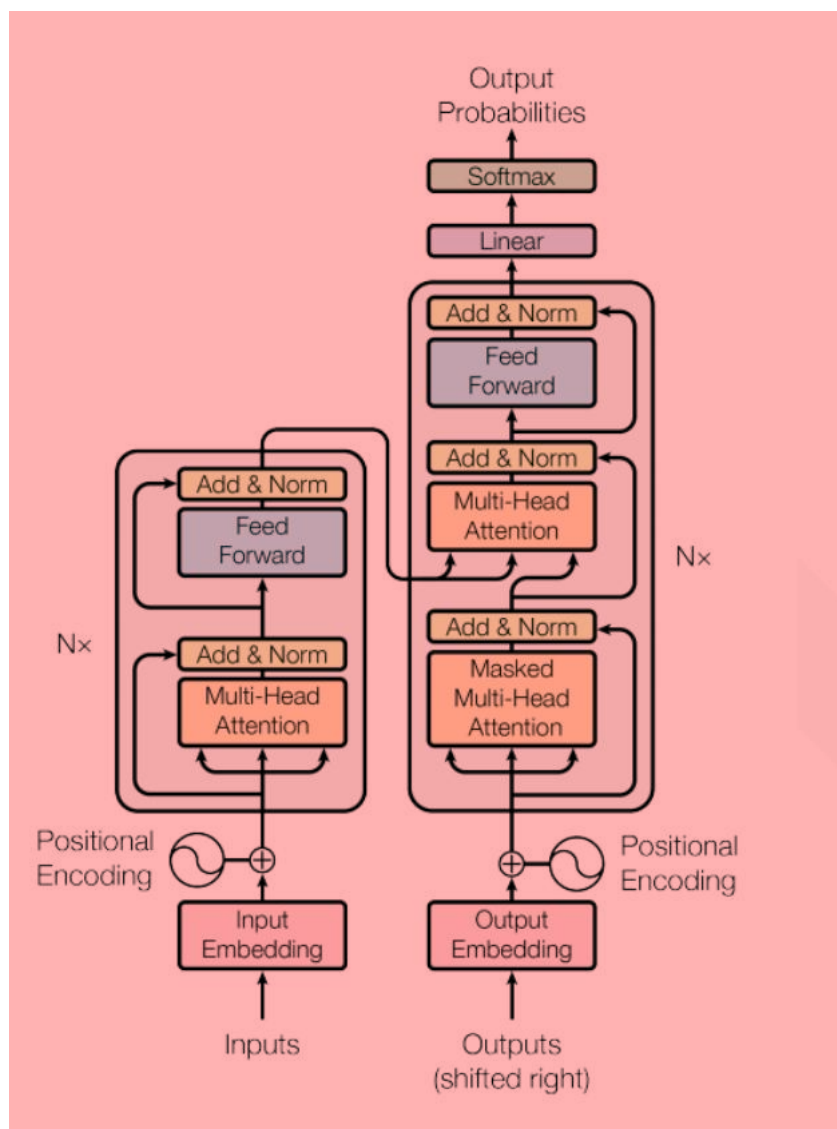 Output
Probabilities
Softmax
Linear
Add & Norm
Feed
Forward
Add & Norm
Multi-Head
Attention
Add & Norm
Masked
Multi-Head
Attention
N×
Add & Norm
Feed
Forward
Add & Norm
Multi-Head
Attention
N×
Positional
Encoding
Positional
Encoding
Input
Embedding
Output
Embedding
Inputs
Outputs
(shifted right)